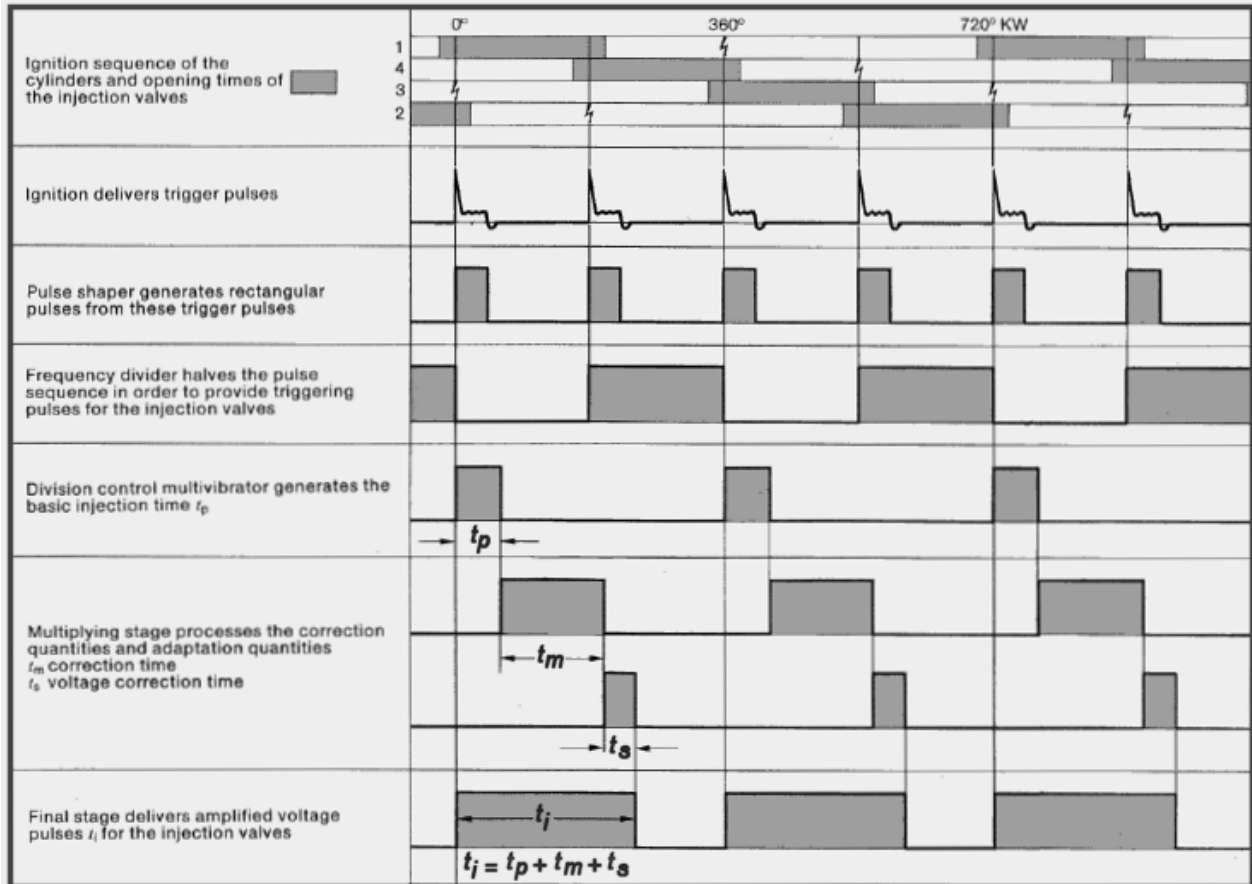 0° 360° 720° KW
Ignition sequence of the
cylinders and opening times of
the injection valves
1
4
3
2
Ignition delivers trigger pulses
Pulse shaper generates rectangular
pulses from these trigger pulses
Frequency divider halves the pulse
sequence in order to provide triggering
pulses for the injection valves
Division control multivibrator generates the
basic injection time tp
tp
Multiplying stage processes the correction
quantities and adaptation quantities
tm correction time
ts voltage correction time
tm
ts
Final stage delivers amplified voltage
pulses ti for the injection valves
ti
ti = tp + tm + ts